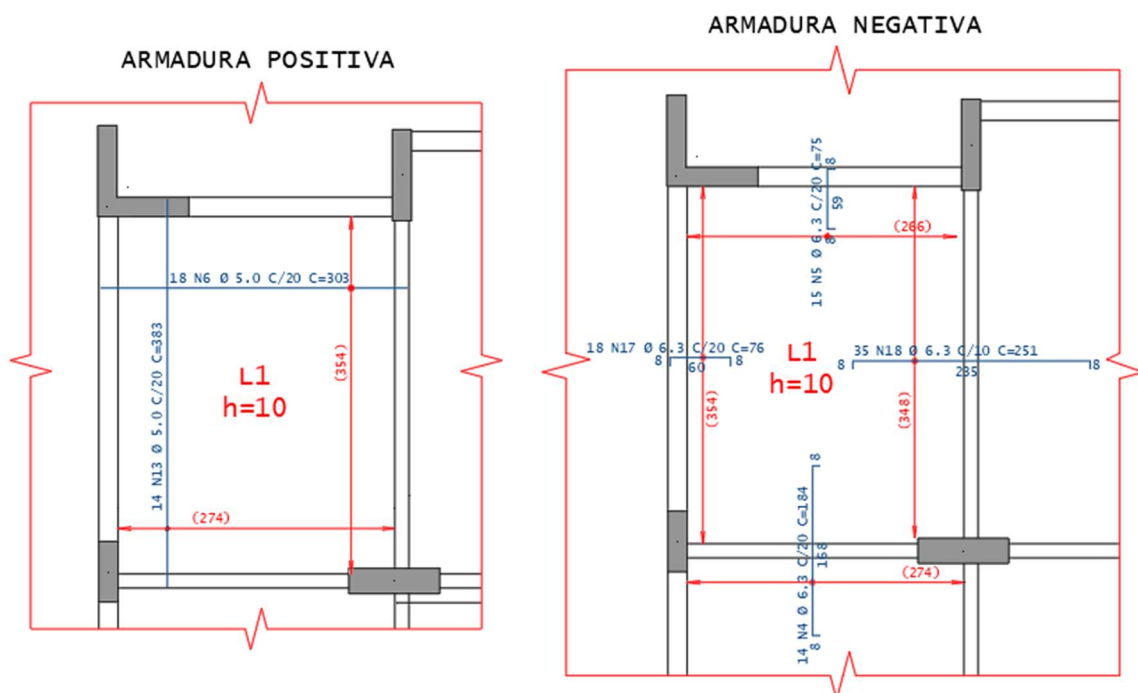 ARMADURA POSITIVA
18 N6 Ø 5.0 C/20 C=303
14 N13 Ø 5.0 C/20 C=383
(354)
L1
h=10
(274)
ARMADURA NEGATIVA
15 N5 Ø 6.3 C/20 C=75
8
59
8
(266)
18 N17 Ø 6.3 C/20 C=76
8
60
8
L1
h=10
35 N18 Ø 6.3 C/10 C=251
8
235
8
(354)
(348)
14 N4 Ø 6.3 C/20 C=184
8
168
8
(274)